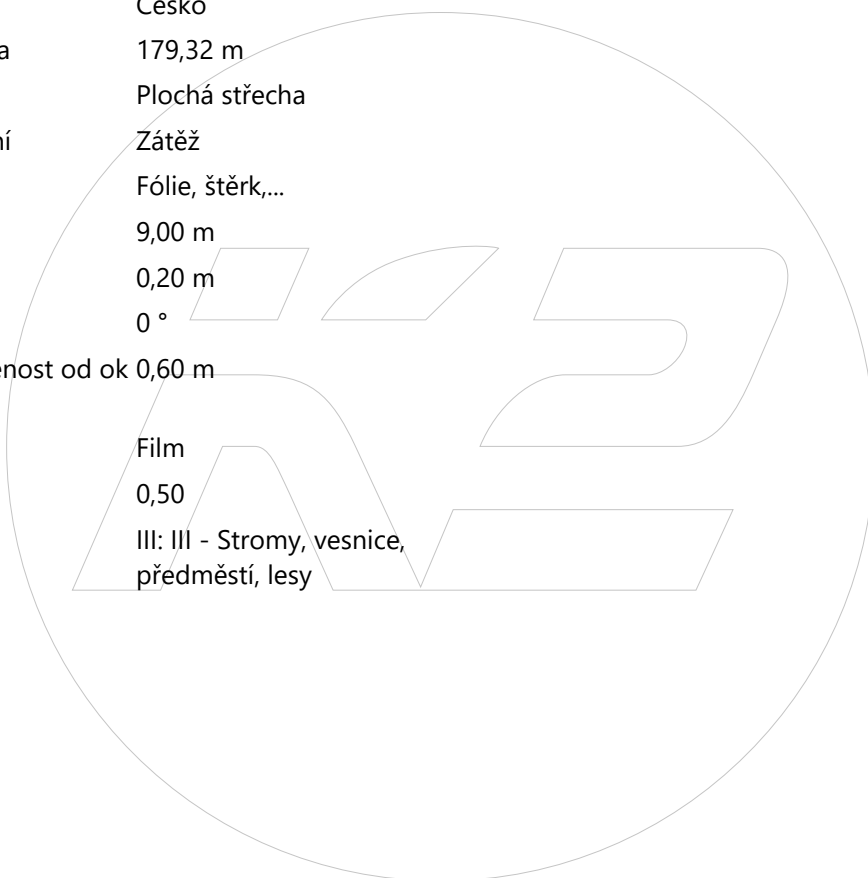 Česko
a 179,32 m
Plochá střecha
ní Zátěž
Fólie, štěrk,...
9,00 m
0,20 m
0 °
enost od ok 0,60 m
Film
0,50
III: III - Stromy, vesnice,
předměstí, lesy
K2